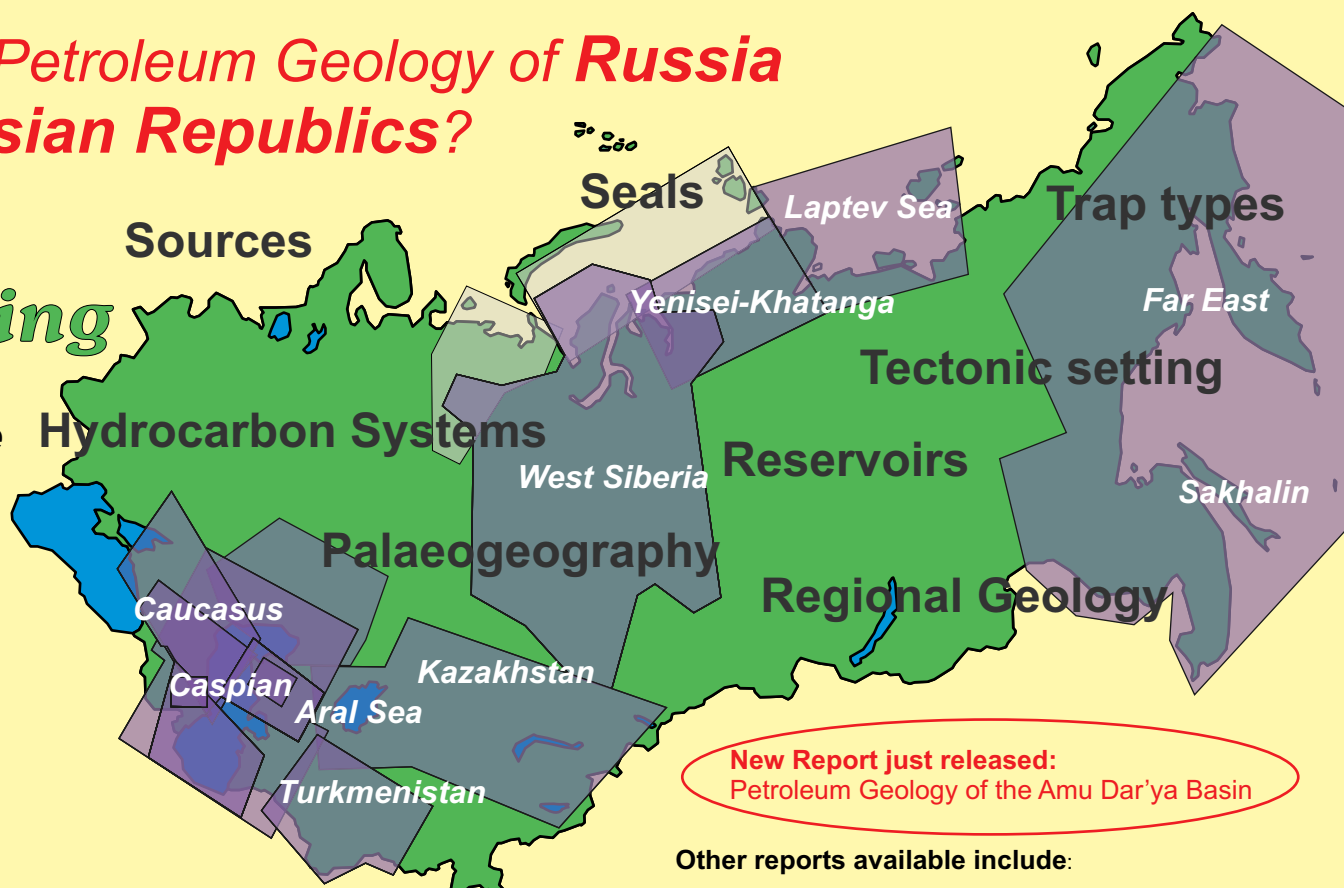 Petroleum Geology of Russia
sian Republics?
Seals
Laptev Sea
Trap types
Sources
ing
Yenisei-Khatanga
Far East
Tectonic setting
Hydrocarbon Systems
West Siberia
Reservoirs
Sakhalin
Palaeogeography
Regional Geology
Caucasus
Kazakhstan
Caspian
Aral Sea
Turkmenistan
New Report just released:
Petroleum Geology of the Amu Dar’ya Basin
Other reports available include: